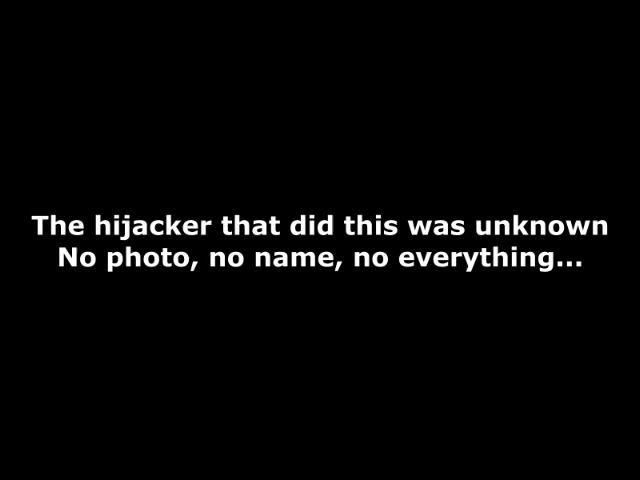 The hijacker that did this was unknown
No photo, no name, no everything...